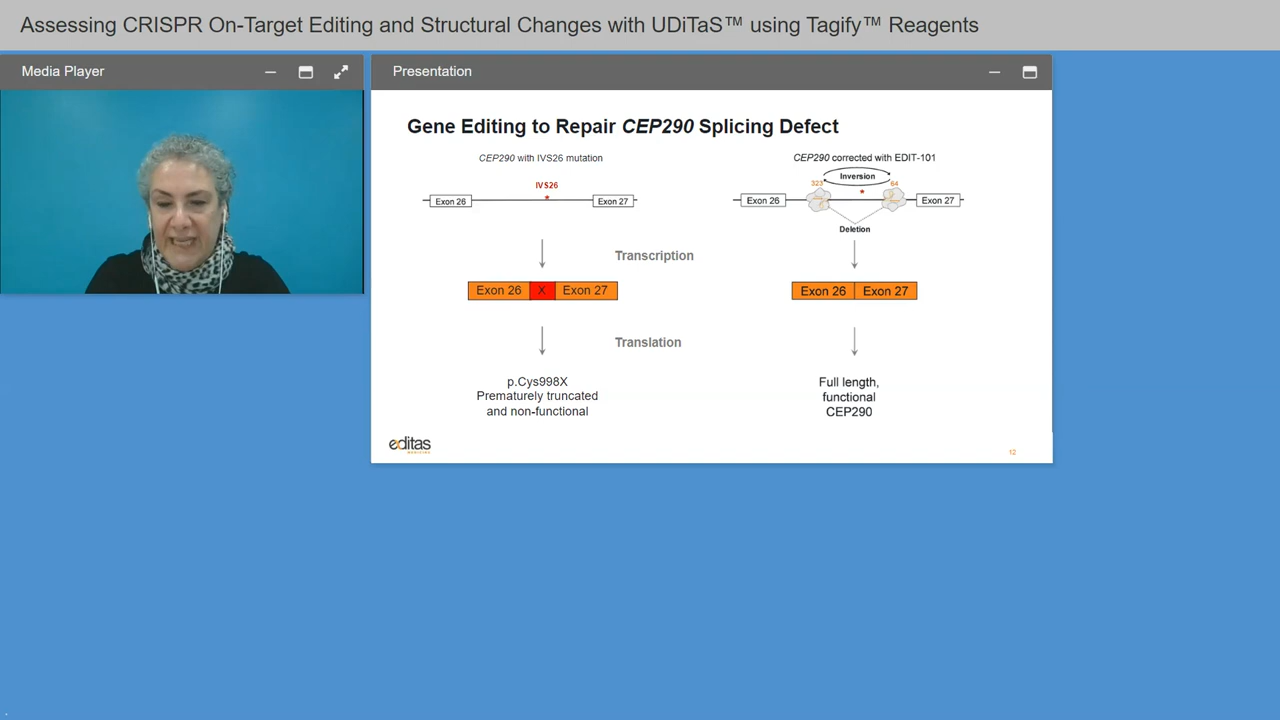 Assessing CRISPR On-Target Editing and Structural Changes with UDiTaS™ using Tagify™ Reagents
Media Player
Presentation
Gene Editing to Repair CEP290 Splicing Defect
CEP290 with IVS26 mutation
IVS26
Exon 26
Exon 27
CEP290 corrected with EDIT-101
Inversion
323
64
Exon 26
Exon 27
Deletion
Transcription
Exon 26 X Exon 27
Exon 26 Exon 27
Translation
p.Cys998X
Prematurely truncated
and non-functional
Full length,
functional
CEP290
editas
MEDICINE
12